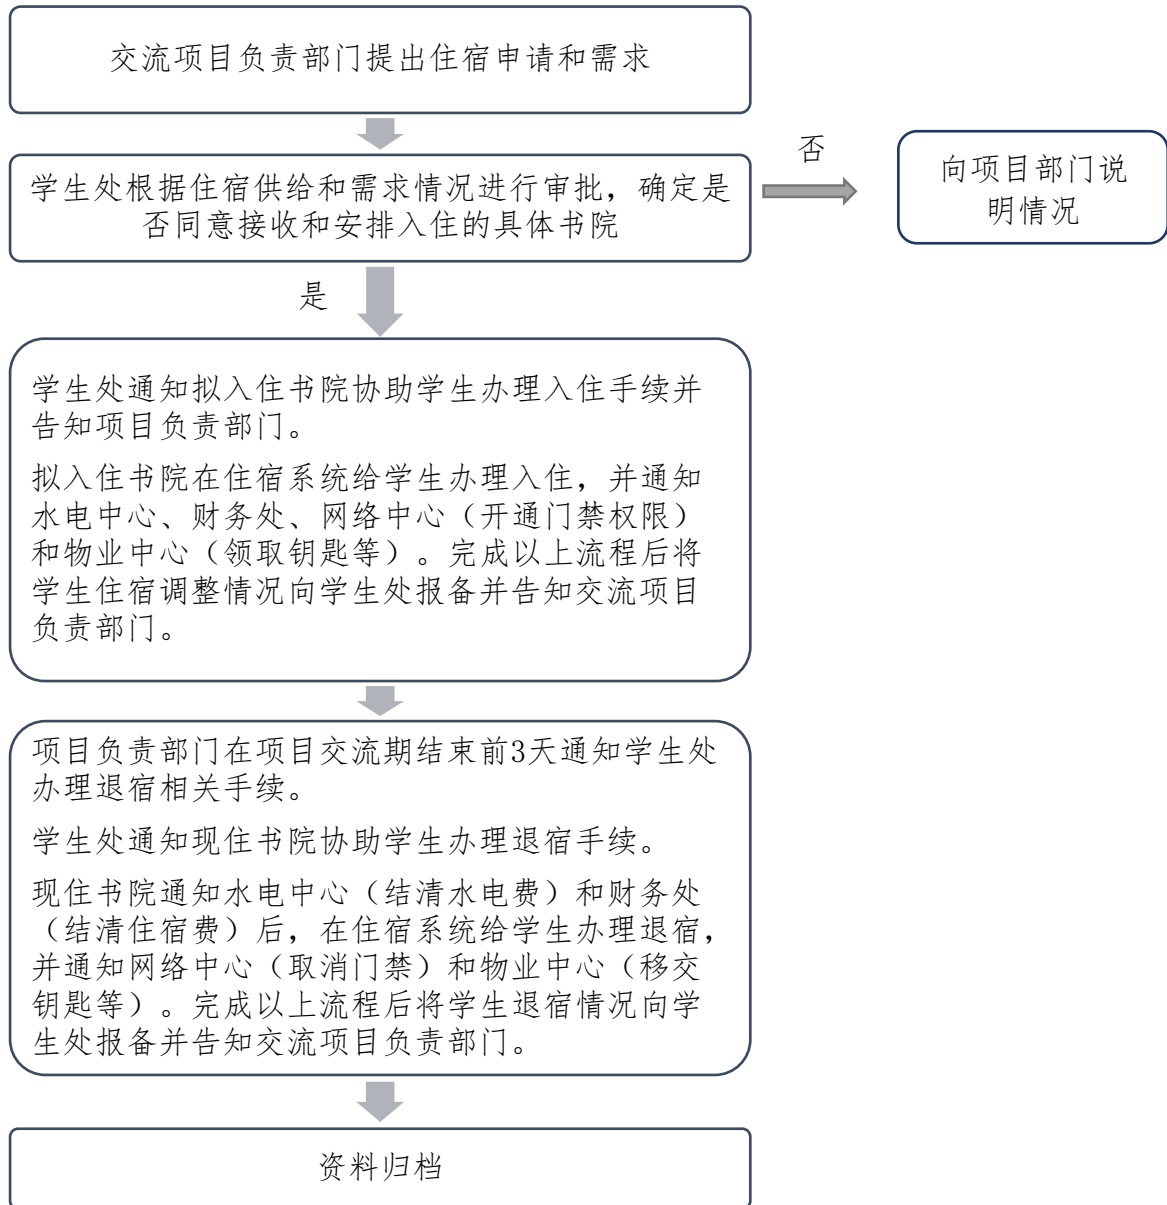 交流项目负责部门提出住宿申请和需求
学生处根据住宿供给和需求情况进行审批，确定是
否同意接收和安排入住的具体书院
否
向项目部门说
明情况
是
学生处通知拟入住书院协助学生办理入住手续并
告知项目负责部门。
拟入住书院在住宿系统给学生办理入住，并通知
水电中心、财务处、网络中心（开通门禁权限）
和物业中心（领取钥匙等）。完成以上流程后将
学生住宿调整情况向学生处报备并告知交流项目
负责部门。
项目负责部门在项目交流期结束前3天通知学生处
办理退宿相关手续。
学生处通知现住书院协助学生办理退宿手续。
现住书院通知水电中心（结清水电费）和财务处
（结清住宿费）后，在住宿系统给学生办理退宿，
并通知网络中心（取消门禁）和物业中心（移交
钥匙等）。完成以上流程后将学生退宿情况向学
生处报备并告知交流项目负责部门。
资料归档